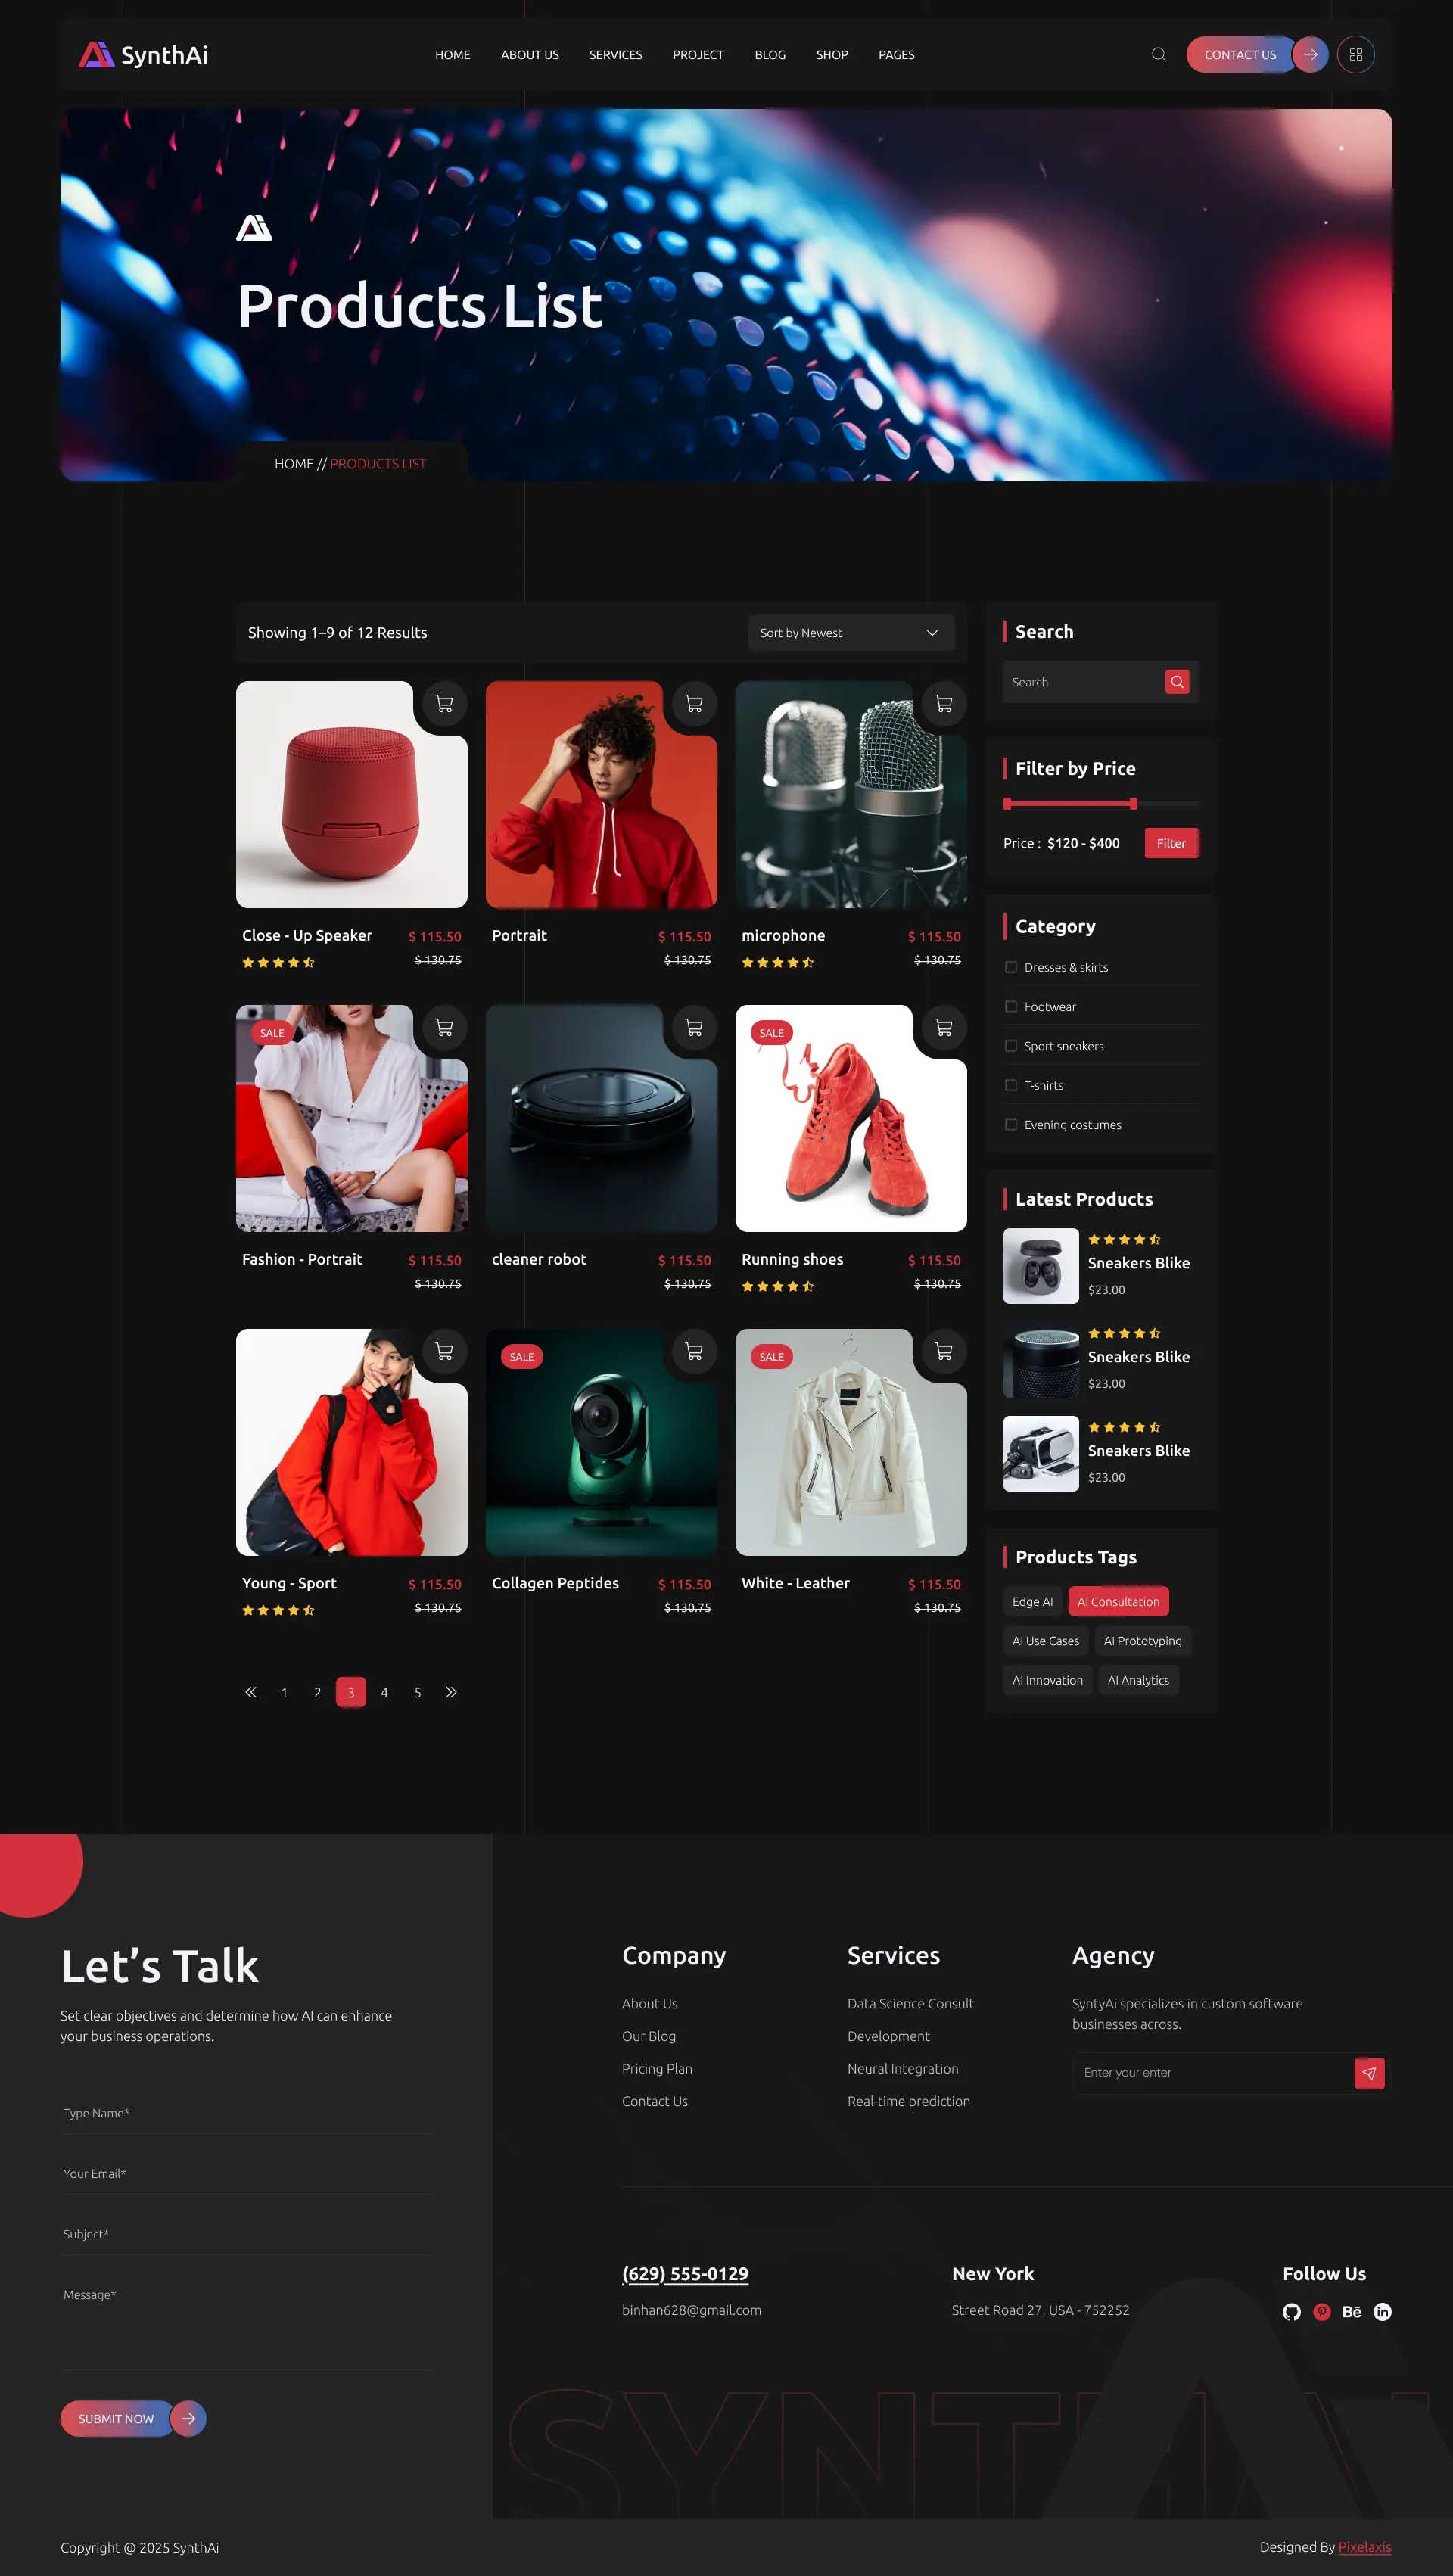 SynthAi
HOME ABOUT US SERVICES PROJECT BLOG SHOP PAGES
CONTACT US
Ai
Products List
HOME // PRODUCTS LIST
Showing 1–9 of 12 Results
Sort by Newest
Close - Up Speaker $ 115.50
$ 130.75
Portrait $ 115.50
$ 130.75
microphone $ 115.50
$ 130.75
SALE
Fashion - Portrait $ 115.50
$ 130.75
cleaner robot $ 115.50
$ 130.75
SALE
Running shoes $ 115.50
$ 130.75
Young - Sport $ 115.50
$ 130.75
SALE
Collagen Peptides $ 115.50
$ 130.75
SALE
White - Leather $ 115.50
$ 130.75
1 2 3 4 5
Search
Search
Filter by Price
Price : $120 - $400
Filter
Category
Dresses & skirts
Footwear
Sport sneakers
T-shirts
Evening costumes
Latest Products
Sneakers Blike
$23.00
Sneakers Blike
$23.00
Sneakers Blike
$23.00
Products Tags
Edge AI AI Consultation
AI Use Cases AI Prototyping
AI Innovation AI Analytics
Let’s Talk
Set clear objectives and determine how AI can enhance
your business operations.
Type Name*
Your Email*
Subject*
Message*
SUBMIT NOW
Company
About Us
Our Blog
Pricing Plan
Contact Us
Services
Data Science Consult
Development
Neural Integration
Real-time prediction
Agency
SyntyAi specializes in custom software
businesses across.
Enter your enter
(629) 555-0129
binhan628@gmail.com
New York
Street Road 27, USA - 752252
Follow Us
Bē in
Copyright @ 2025 SynthAi
Designed By Pixelaxis